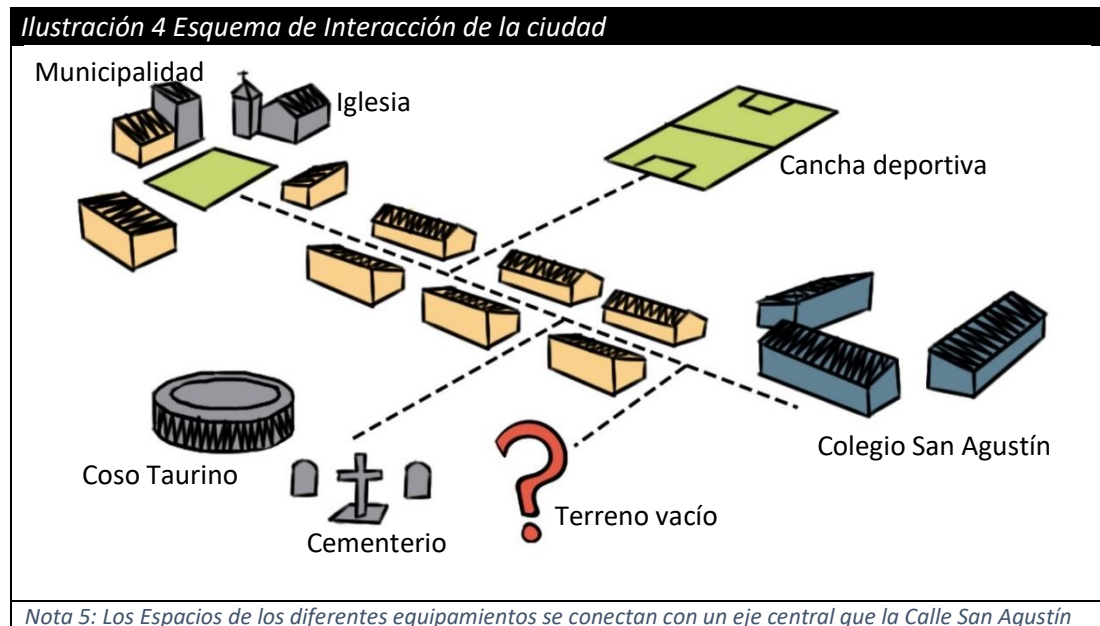 Ilustración 4 Esquema de Interacción de la ciudad
Municipalidad
Iglesia
Cancha deportiva
Colegio San Agustín
Coso Taurino
Terreno vacío
Cementerio
Nota 5: Los Espacios de los diferentes equipamientos se conectan con un eje central que la Calle San Agustín